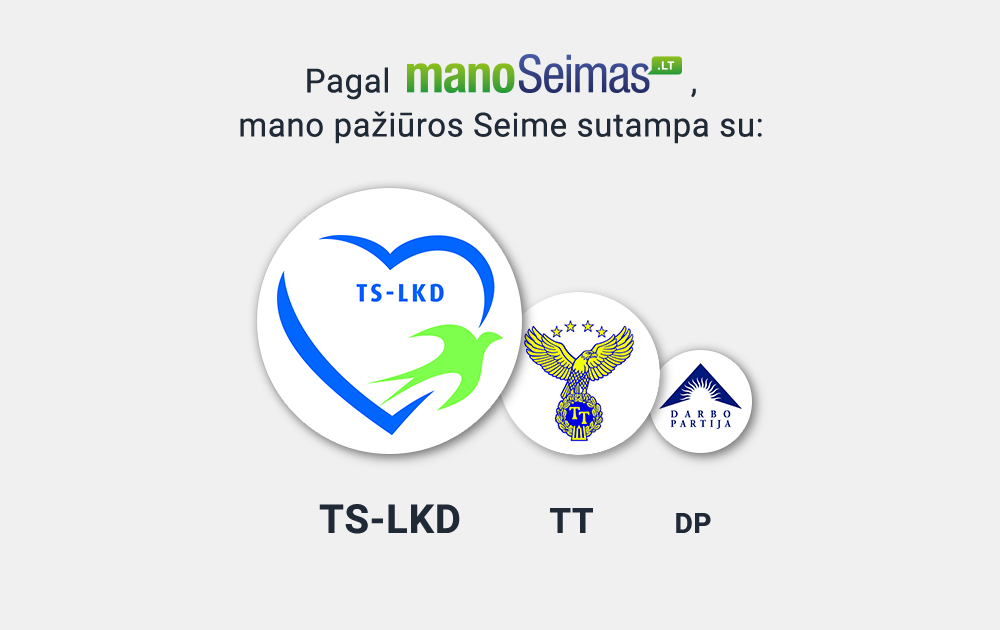 Pagal manoSeimas.LT,
mano pažiūros Seime sutampa su:
TS-LKD
TT
DARBO
PARTIJA
TS-LKD TT DP